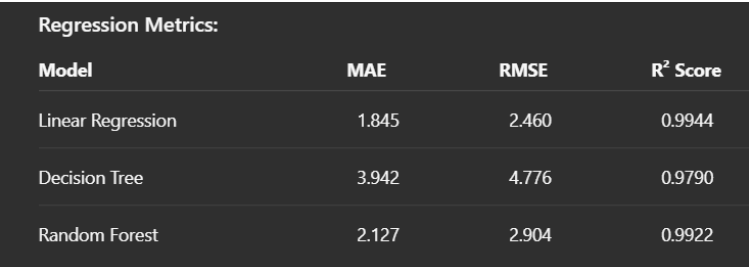 Regression Metrics:
Model MAE RMSE R² Score
Linear Regression 1.845 2.460 0.9944
Decision Tree 3.942 4.776 0.9790
Random Forest 2.127 2.904 0.9922